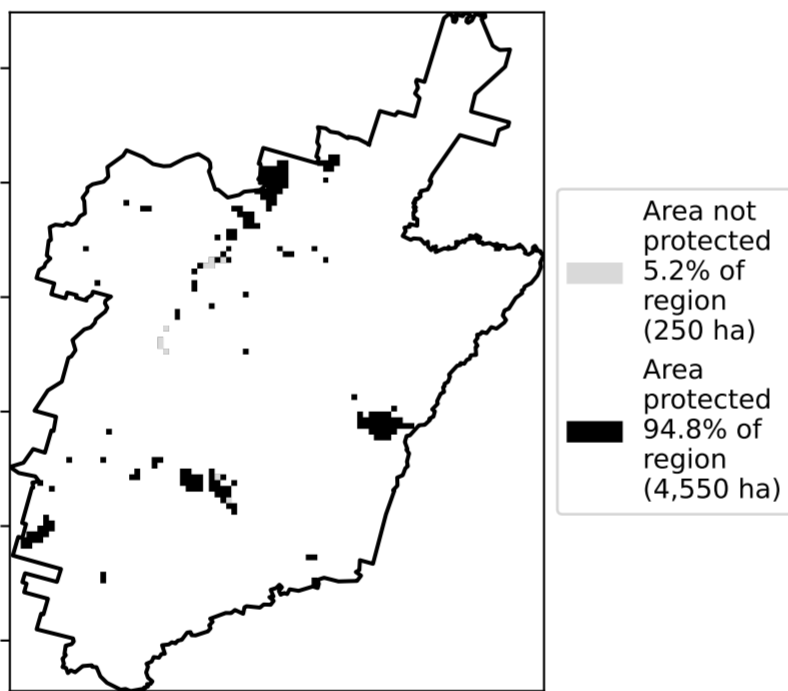 Area not
protected
5.2% of
region
(250 ha)
Area
protected
94.8% of
region
(4,550 ha)